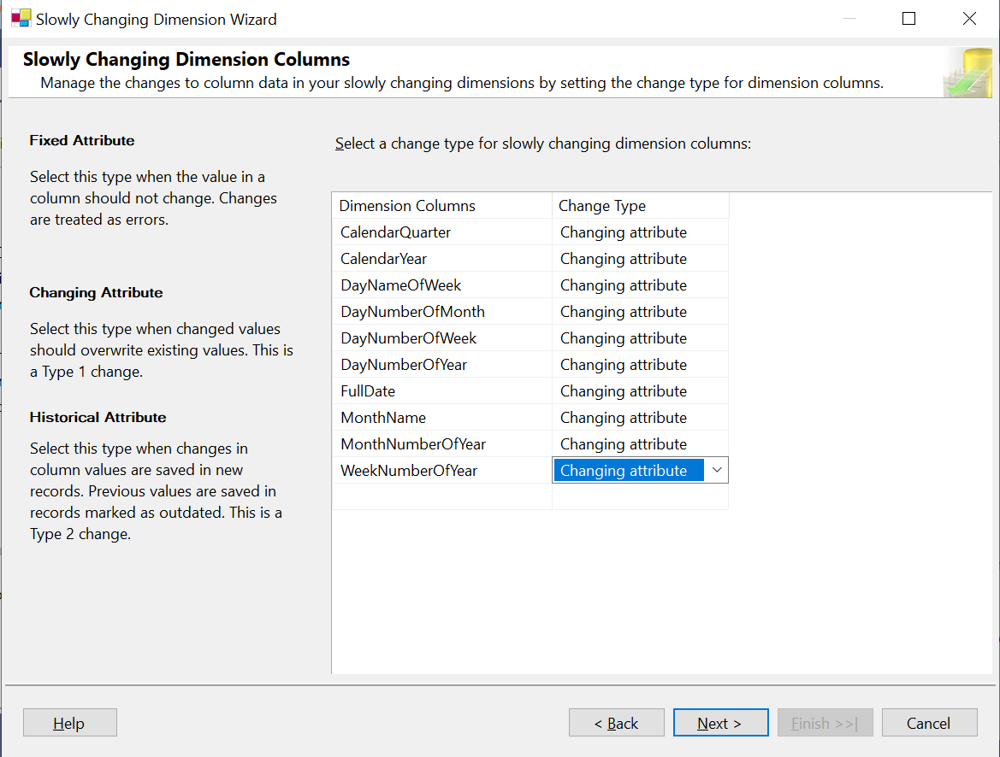 Slowly Changing Dimension Wizard
Slowly Changing Dimension Columns
Manage the changes to column data in your slowly changing dimensions by setting the change type for dimension columns.
Fixed Attribute
Select this type when the value in a
column should not change. Changes
are treated as errors.
Changing Attribute
Select this type when changed values
should overwrite existing values. This is
a Type 1 change.
Historical Attribute
Select this type when changes in
column values are saved in new
records. Previous values are saved in
records marked as outdated. This is a
Type 2 change.
Select a change type for slowly changing dimension columns:
Dimension Columns Change Type
CalendarQuarter Changing attribute
CalendarYear Changing attribute
DayNameOfWeek Changing attribute
DayNumberOfMonth Changing attribute
DayNumberOfWeek Changing attribute
DayNumberOfYear Changing attribute
FullDate Changing attribute
MonthName Changing attribute
MonthNumberOfYear Changing attribute
WeekNumberOfYear Changing attribute
Help < Back Next > Finish >>| Cancel